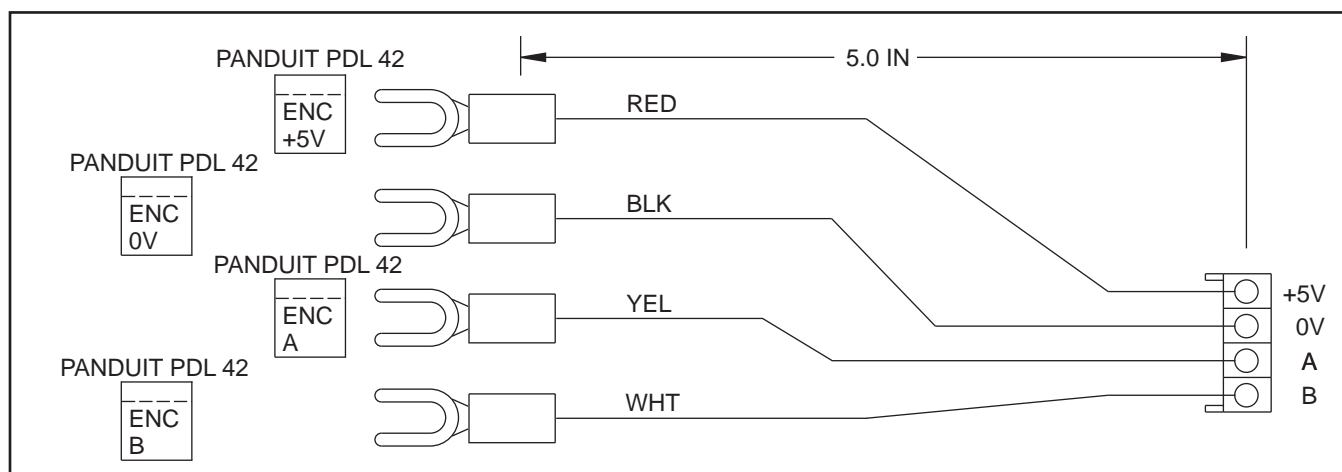 PANDUIT PDL 42
5.0 IN
ENC
+5V
RED
PANDUIT PDL 42
ENC
0V
BLK
PANDUIT PDL 42
ENC
A
YEL
PANDUIT PDL 42
ENC
B
WHT
+5V
0V
A
B